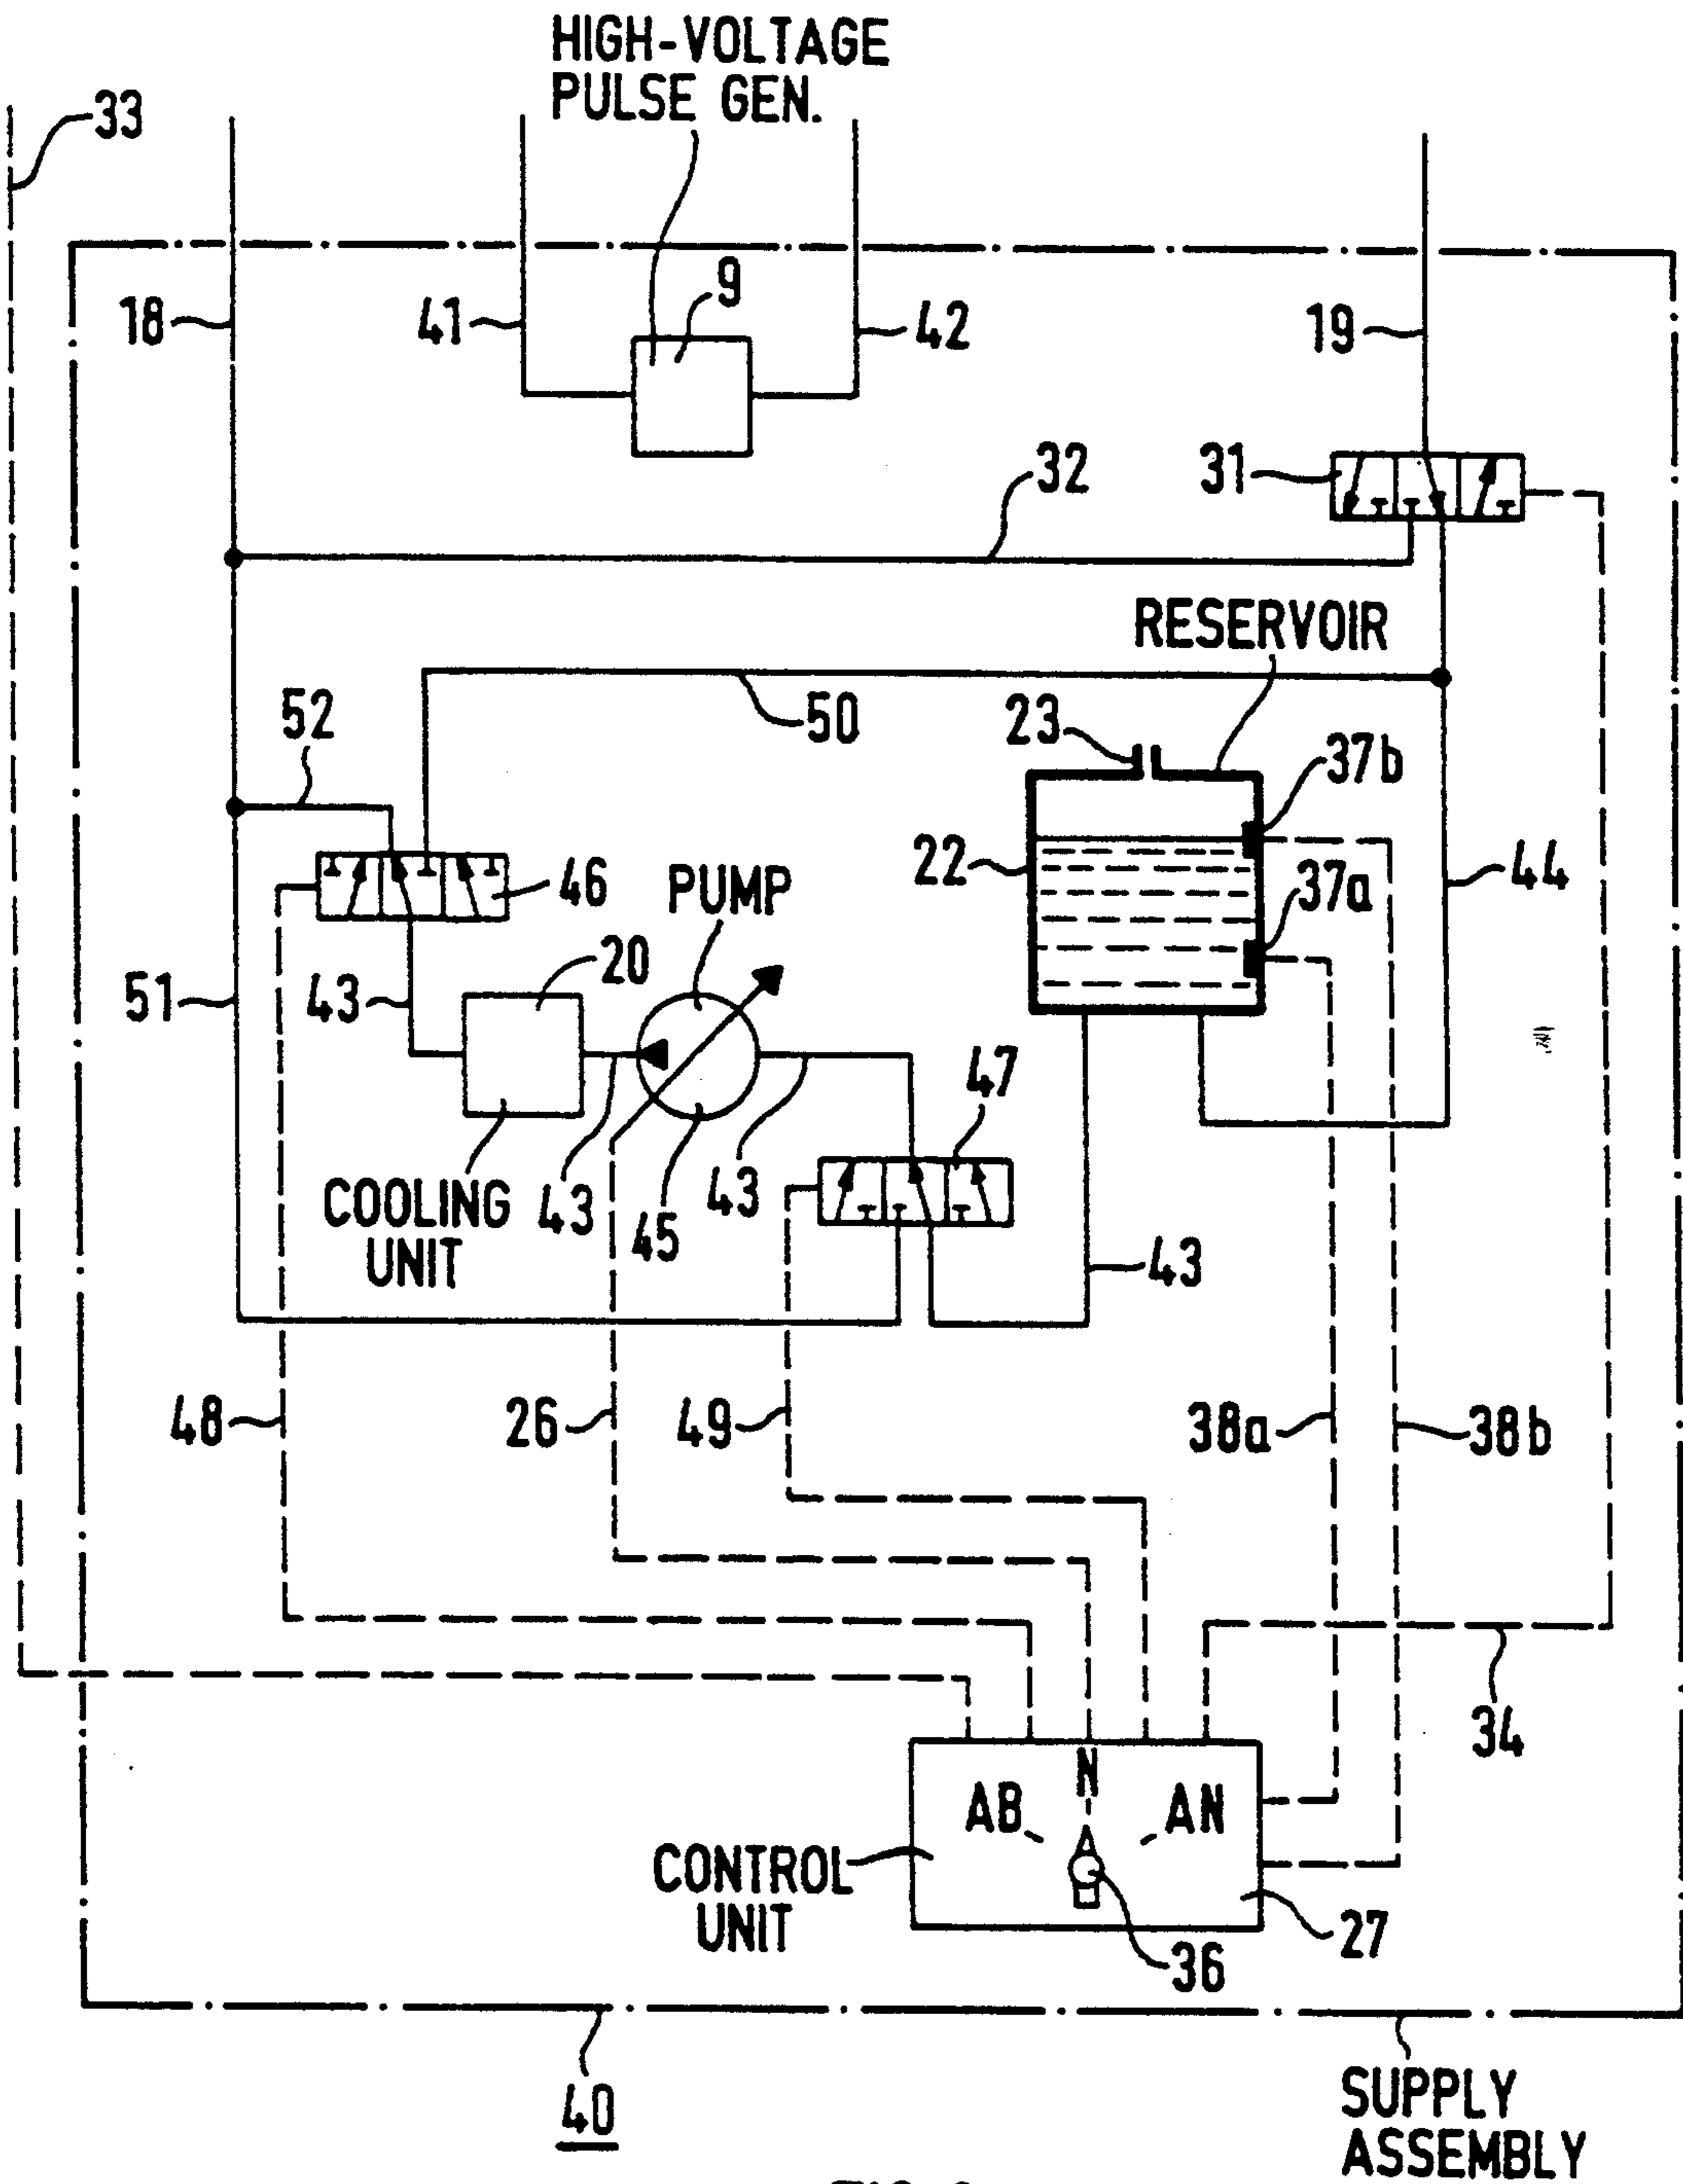 HIGH-VOLTAGE
PULSE GEN.
33
9
18
41
42
19
31
32
RESERVOIR
52
50
23
37b
22
46
PUMP
37a
44
20
51
43
47
COOLING
UNIT
43
45
43
43
48
26
49
38a
38b
34
N
AB
AN
CONTROL
UNIT
27
36
40
SUPPLY
ASSEMBLY